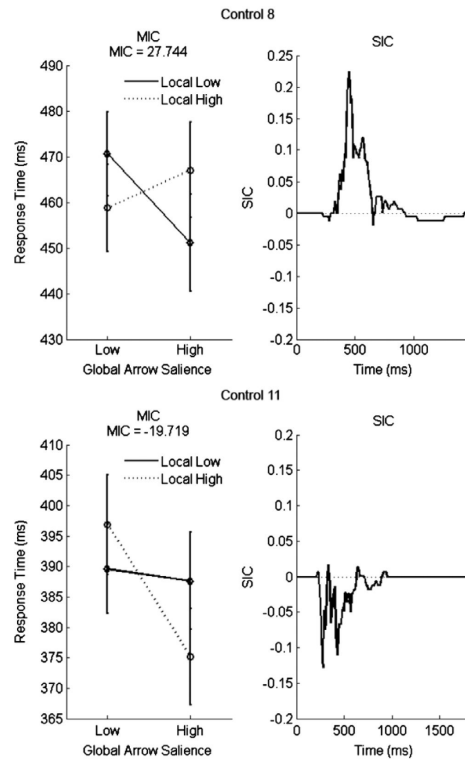 Control 8
MIC
MIC = 27.744
Local Low
Local High
490
480
470
460
450
440
430
Response Time (ms)
Low
High
Global Arrow Salience
SIC
0.2
0.15
0.1
0.05
0
-0.05
-0.1
-0.15
-0.2
SIC
0
500
1000
Time (ms)
Control 11
MIC
MIC = -19.719
Local Low
Local High
415
410
405
400
395
390
385
380
375
370
365
Response Time (ms)
Low
High
Global Arrow Salience
SIC
0.2
0.15
0.1
0.05
0
-0.05
-0.1
-0.15
-0.2
SIC
0
500
1000
1500
Time (ms)